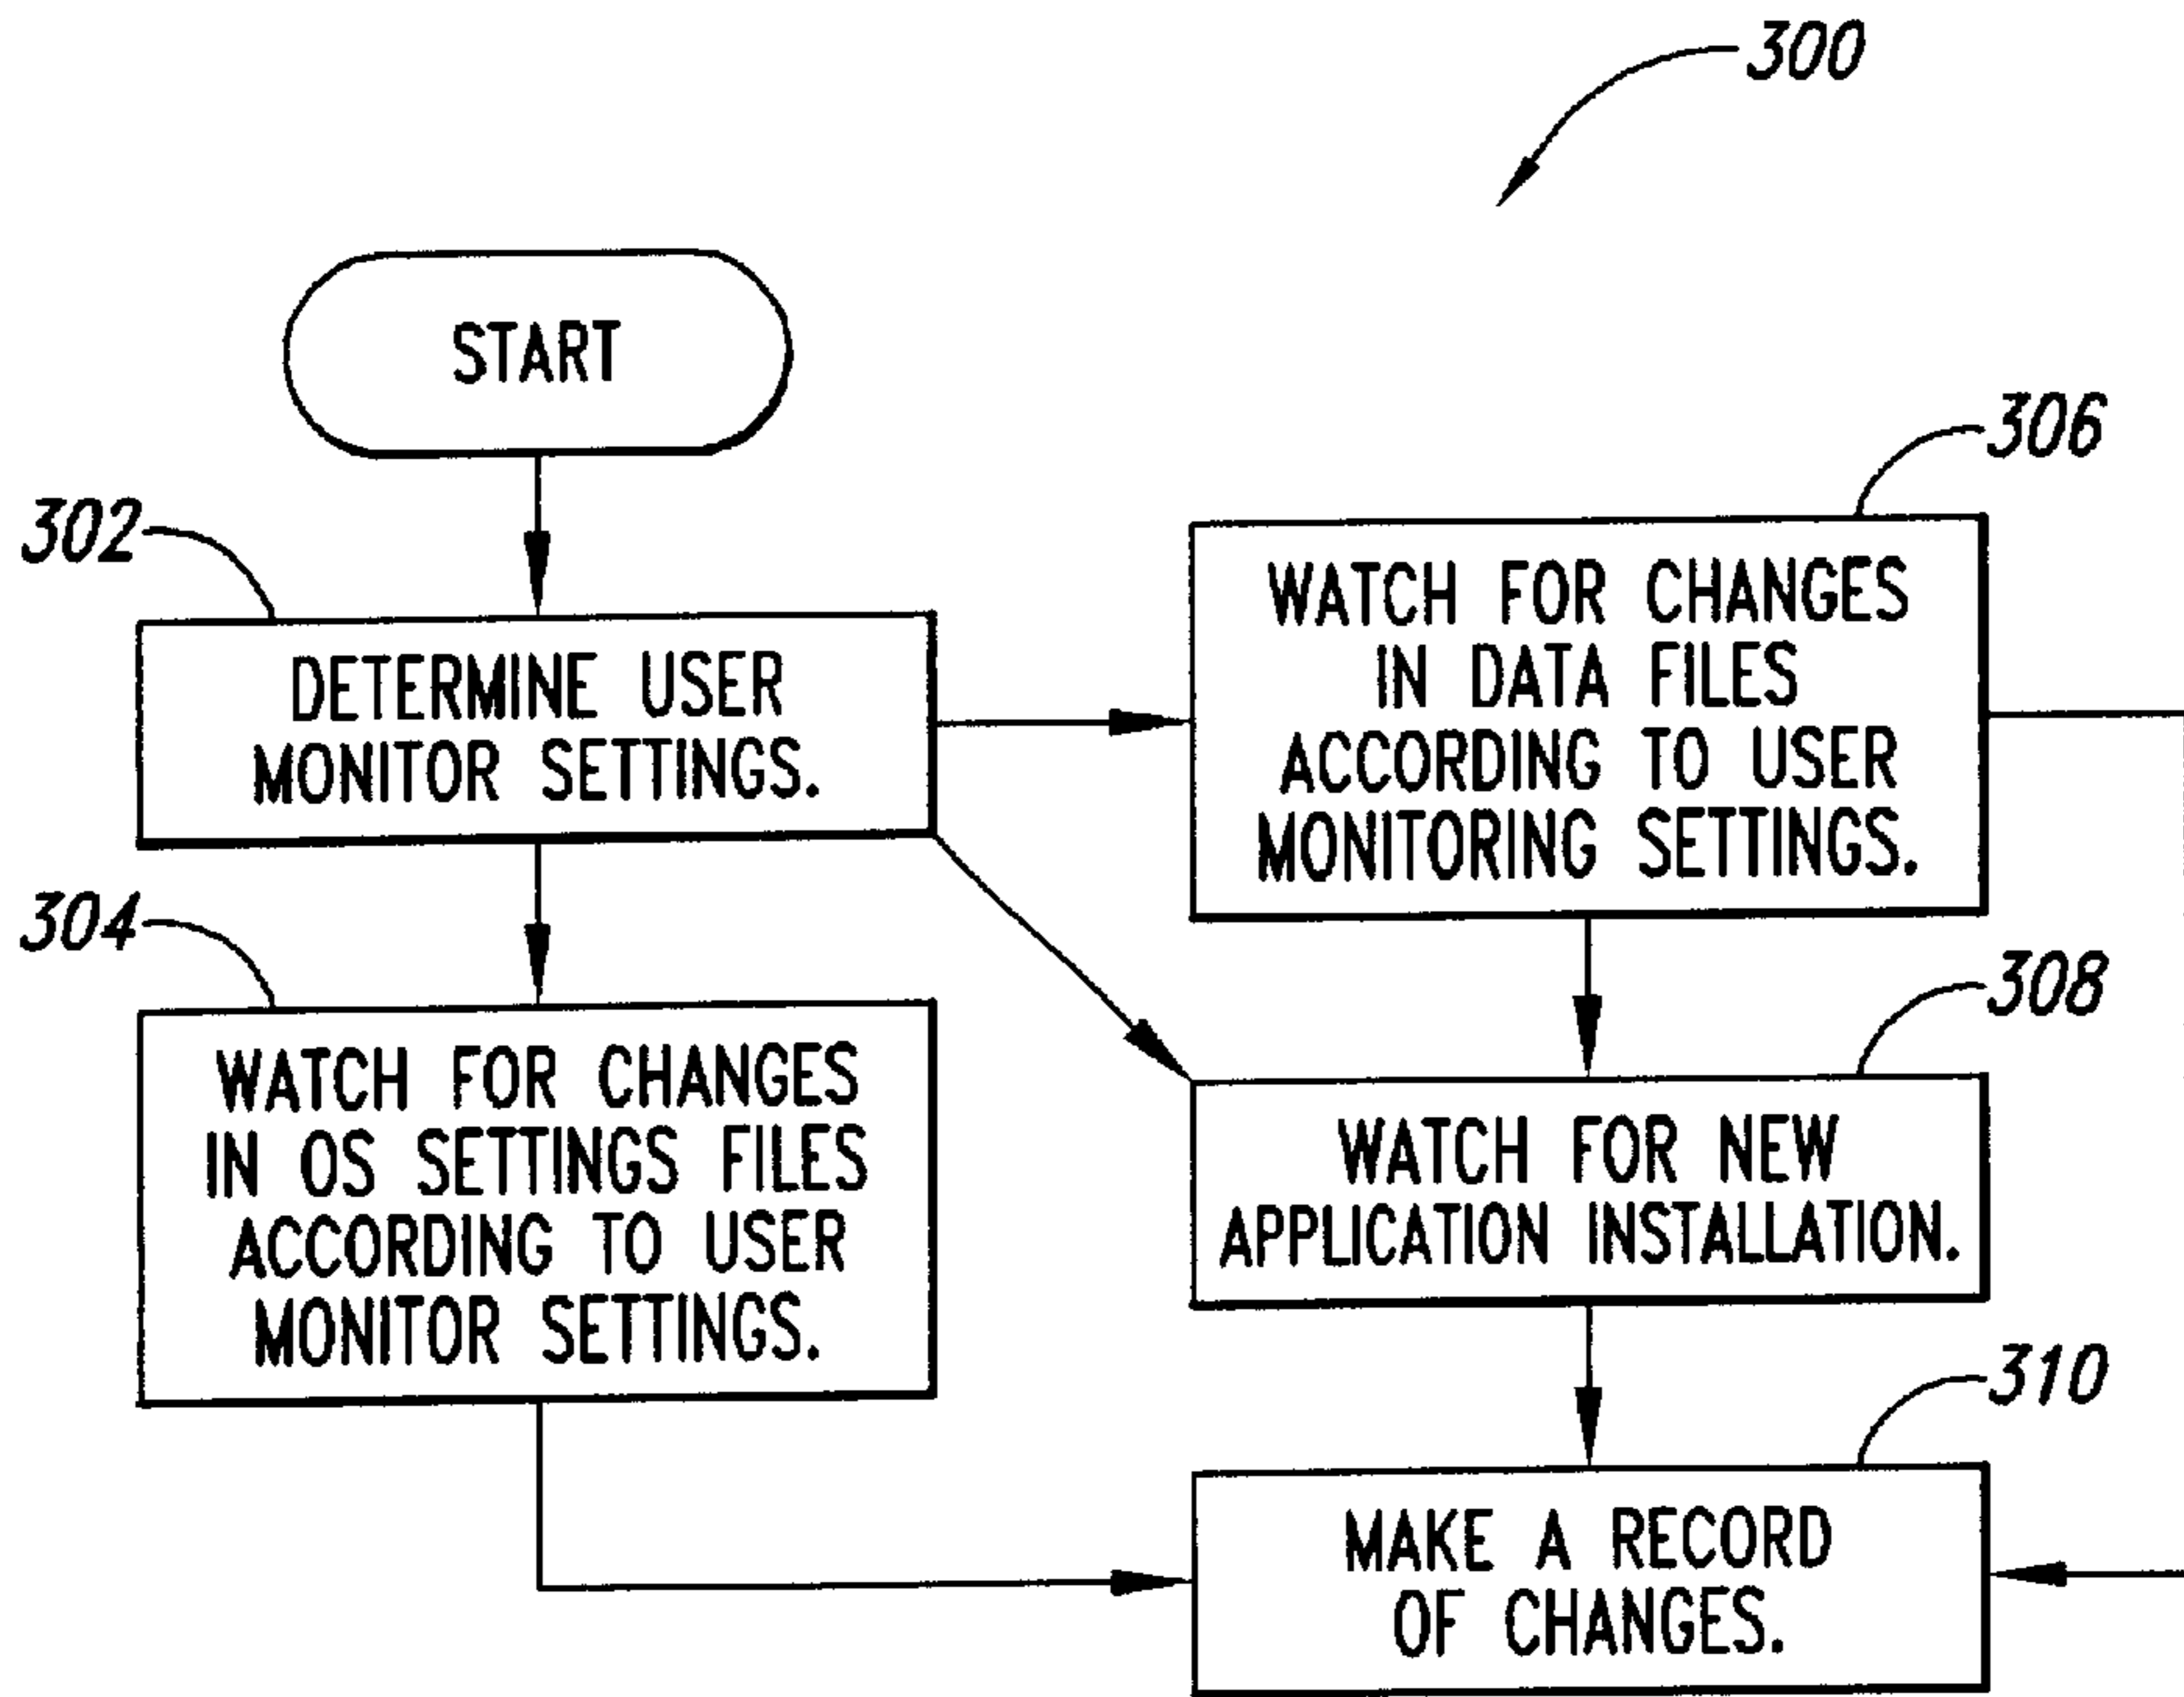 300
START
302
DETERMINE USER
MONITOR SETTINGS.
304
WATCH FOR CHANGES
IN OS SETTINGS FILES
ACCORDING TO USER
MONITOR SETTINGS.
306
WATCH FOR CHANGES
IN DATA FILES
ACCORDING TO USER
MONITORING SETTINGS.
308
WATCH FOR NEW
APPLICATION INSTALLATION.
310
MAKE A RECORD
OF CHANGES.